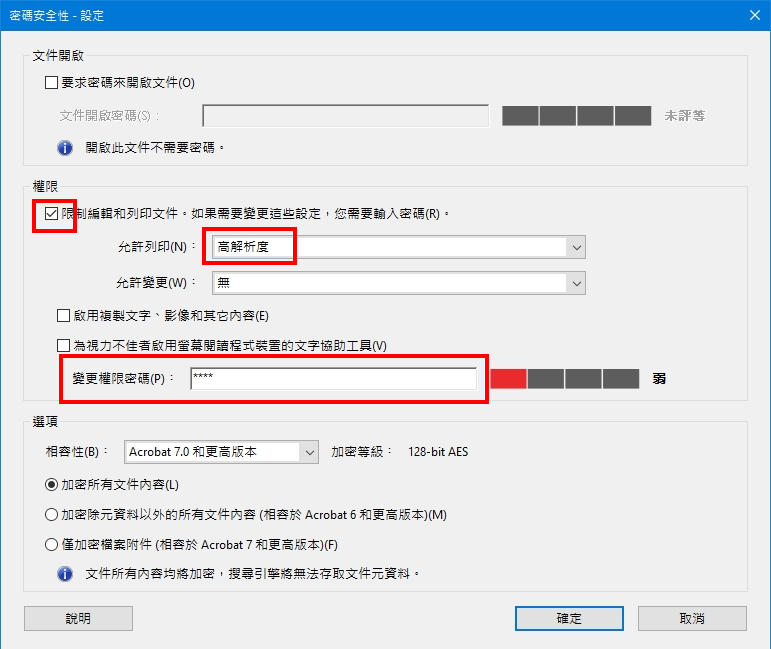 密碼安全性 - 設定
文件開啟
要求密碼來開啟文件(O)
文件開啟密碼(S)：
未評等
開啟此文件不需要密碼。
權限
限制編輯和列印文件。如果需要變更這些設定，您需要輸入密碼(R)。
允許列印(N)： 高解析度
允許變更(W)： 無
啟用複製文字、影像和其它內容(E)
為視力不佳者啟用螢幕閱讀程式裝置的文字協助工具(V)
變更權限密碼(P)： **** 弱
選項
相容性(B)： Acrobat 7.0 和更高版本 加密等級： 128-bit AES
加密所有文件內容(L)
加密除元資料以外的所有文件內容 (相容於 Acrobat 6 和更高版本)(M)
僅加密檔案附件 (相容於 Acrobat 7 和更高版本)(F)
文件所有內容均將加密，搜尋引擎將無法存取文件元資料。
說明 確定 取消